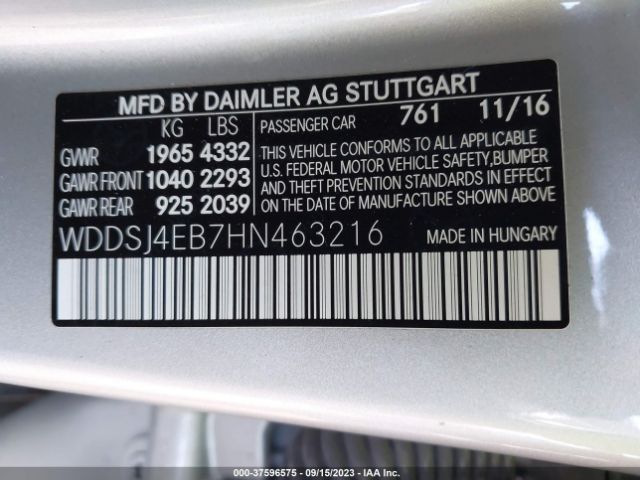 MFD BY DAIMLER AG STUTTGART
KG LBS
GVWR 1965 4332
GAWR FRONT 1040 2293
GAWR REAR 925 2039
PASSENGER CAR 761 11/16
THIS VEHICLE CONFORMS TO ALL APPLICABLE
U.S. FEDERAL MOTOR VEHICLE SAFETY, BUMPER
AND THEFT PREVENTION STANDARDS IN EFFECT
ON THE DATE OF MANUFACTURE SHOWN ABOVE
WDDSJ4EB7HN463216 MADE IN HUNGARY
000-37596575 - 09/15/2023 - IAA Inc.